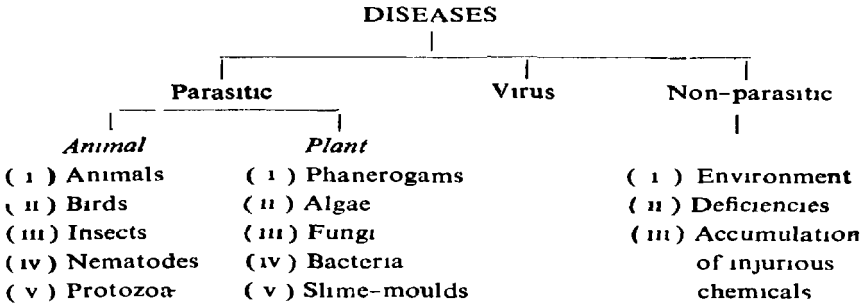 DISEASES
Parasitic Virus Non-parasitic
Animal Plant
( i ) Animals ( i ) Phanerogams ( i ) Environment
( ii ) Birds ( ii ) Algae ( ii ) Deficiencies
(iii) Insects (iii) Fungi (iii) Accumulation
(iv) Nematodes (iv) Bacteria of injurious
( v ) Protozoa ( v ) Slime-moulds chemicals